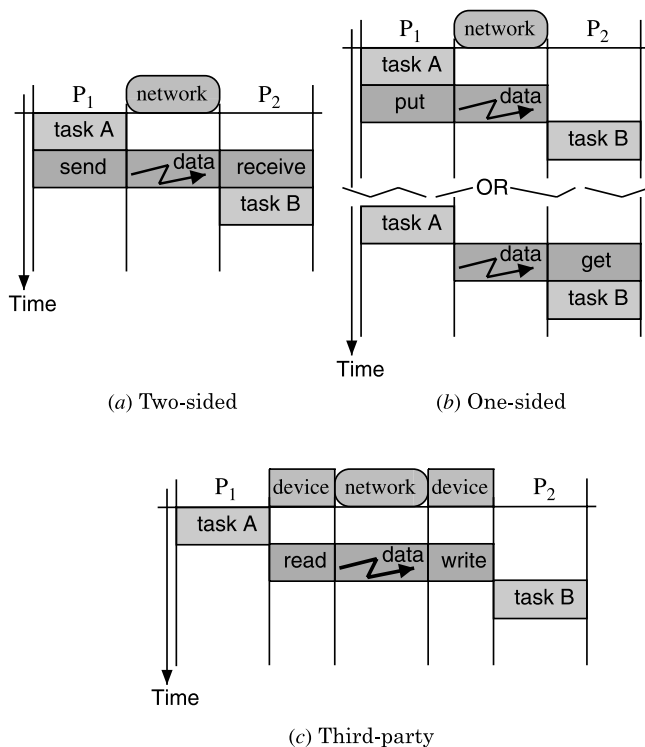 P1 network P2
task A
send data receive
task B
Time
(a) Two-sided
P1 network P2
task A
put data
task B
OR
task A
data get
task B
Time
(b) One-sided
P1 device network device P2
task A
read data write
task B
Time
(c) Third-party